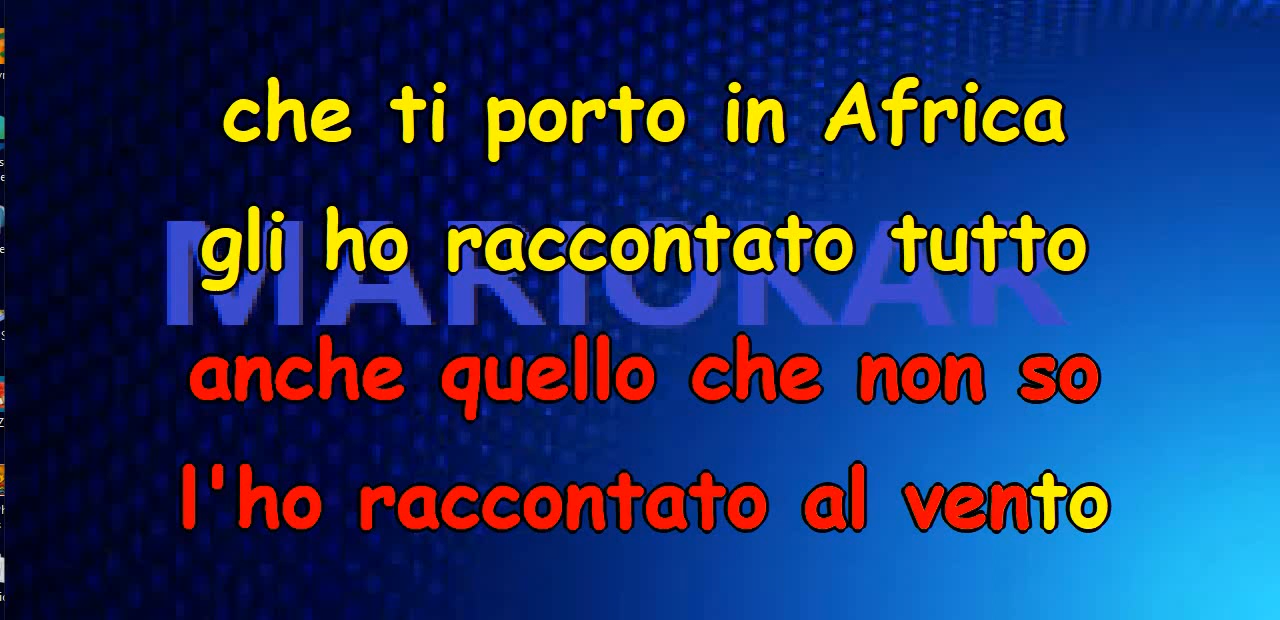 che ti porto in Africa
gli ho raccontato tutto
MARIOKAR
anche quello che non so
l'ho raccontato al vento